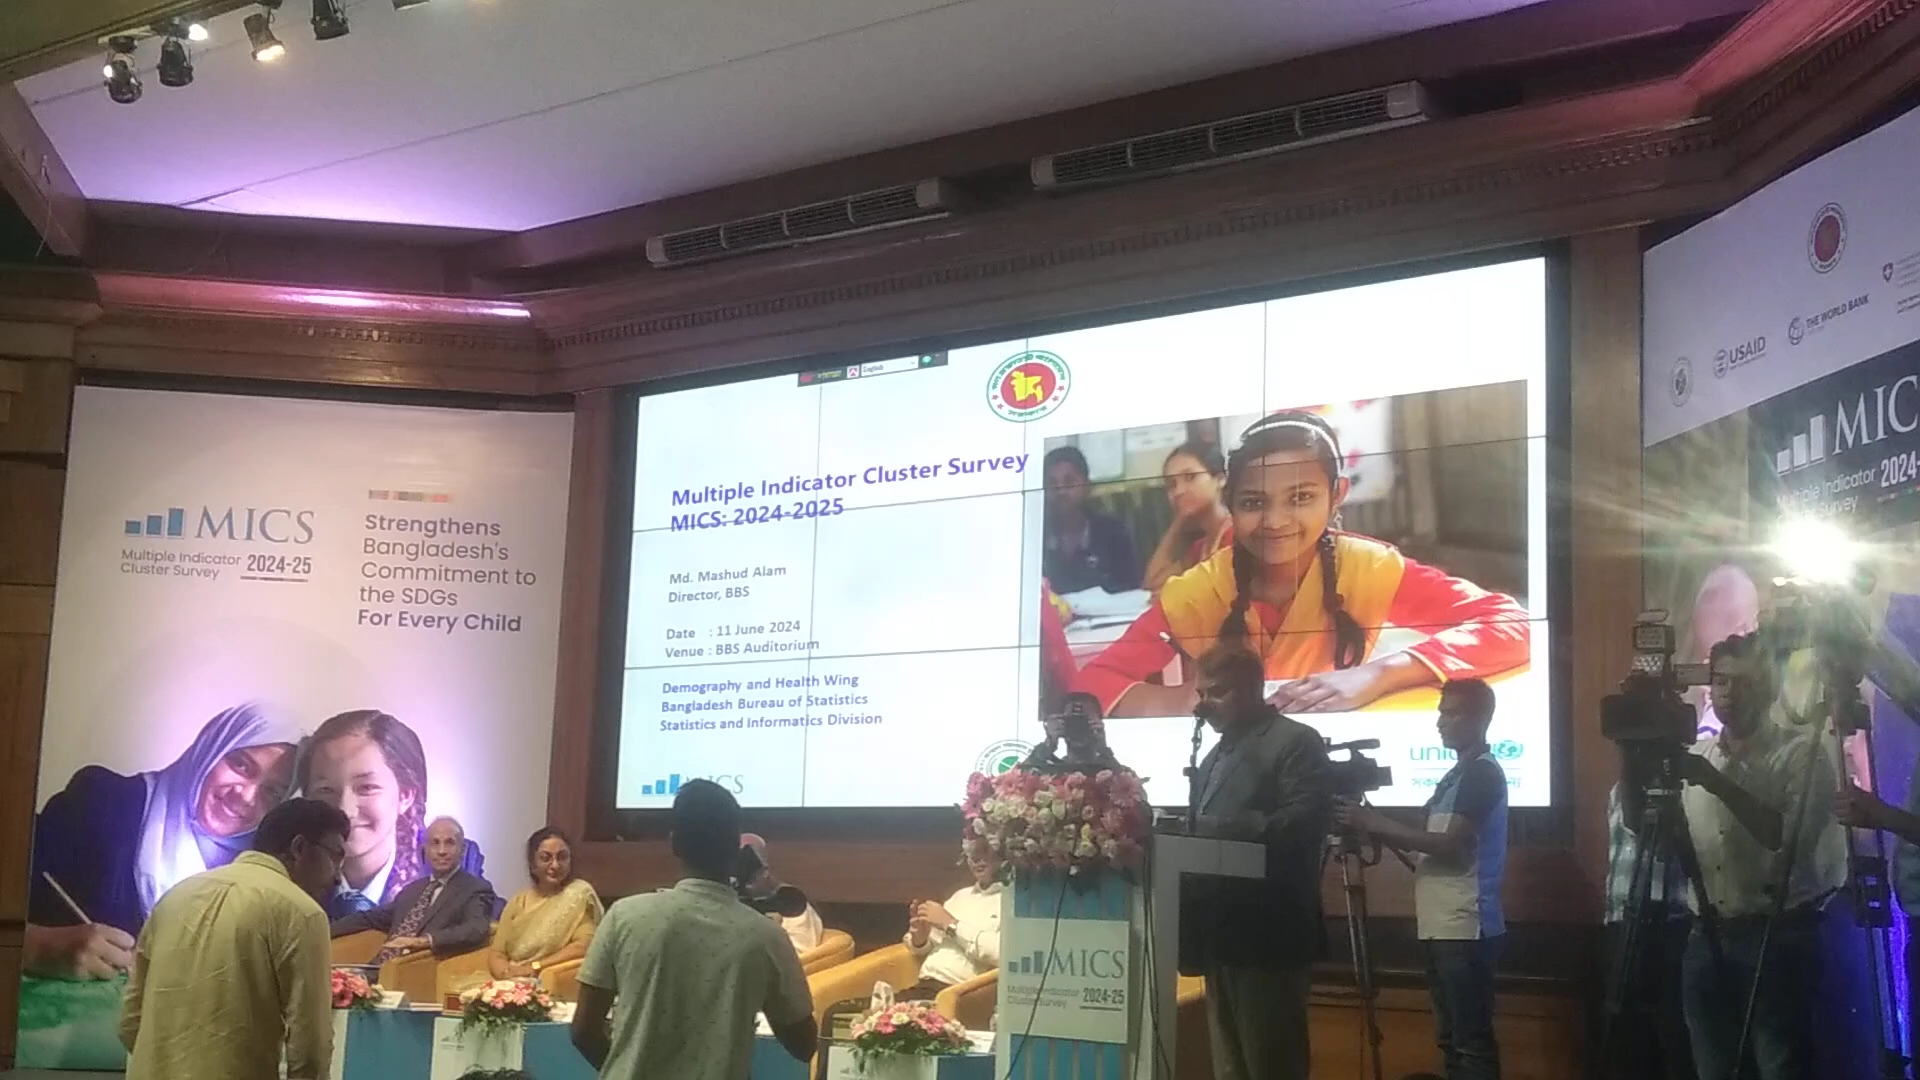 MICS
Multiple Indicator
Cluster Survey
2024-25
Strengthens
Bangladesh's
Commitment to
the SDGs
For Every Child
English
Multiple Indicator Cluster Survey
MICS: 2024-2025
Md. Mashud Alam
Director, BBS
Date : 11 June 2024
Venue : BBS Auditorium
Demography and Health Wing
Bangladesh Bureau of Statistics
Statistics and Informatics Division
MICS
MICS
Multiple Indicator
Cluster Survey
2024-25
USAID
THE WORLD BANK
MIC
Multiple Indicator
Survey
2024-